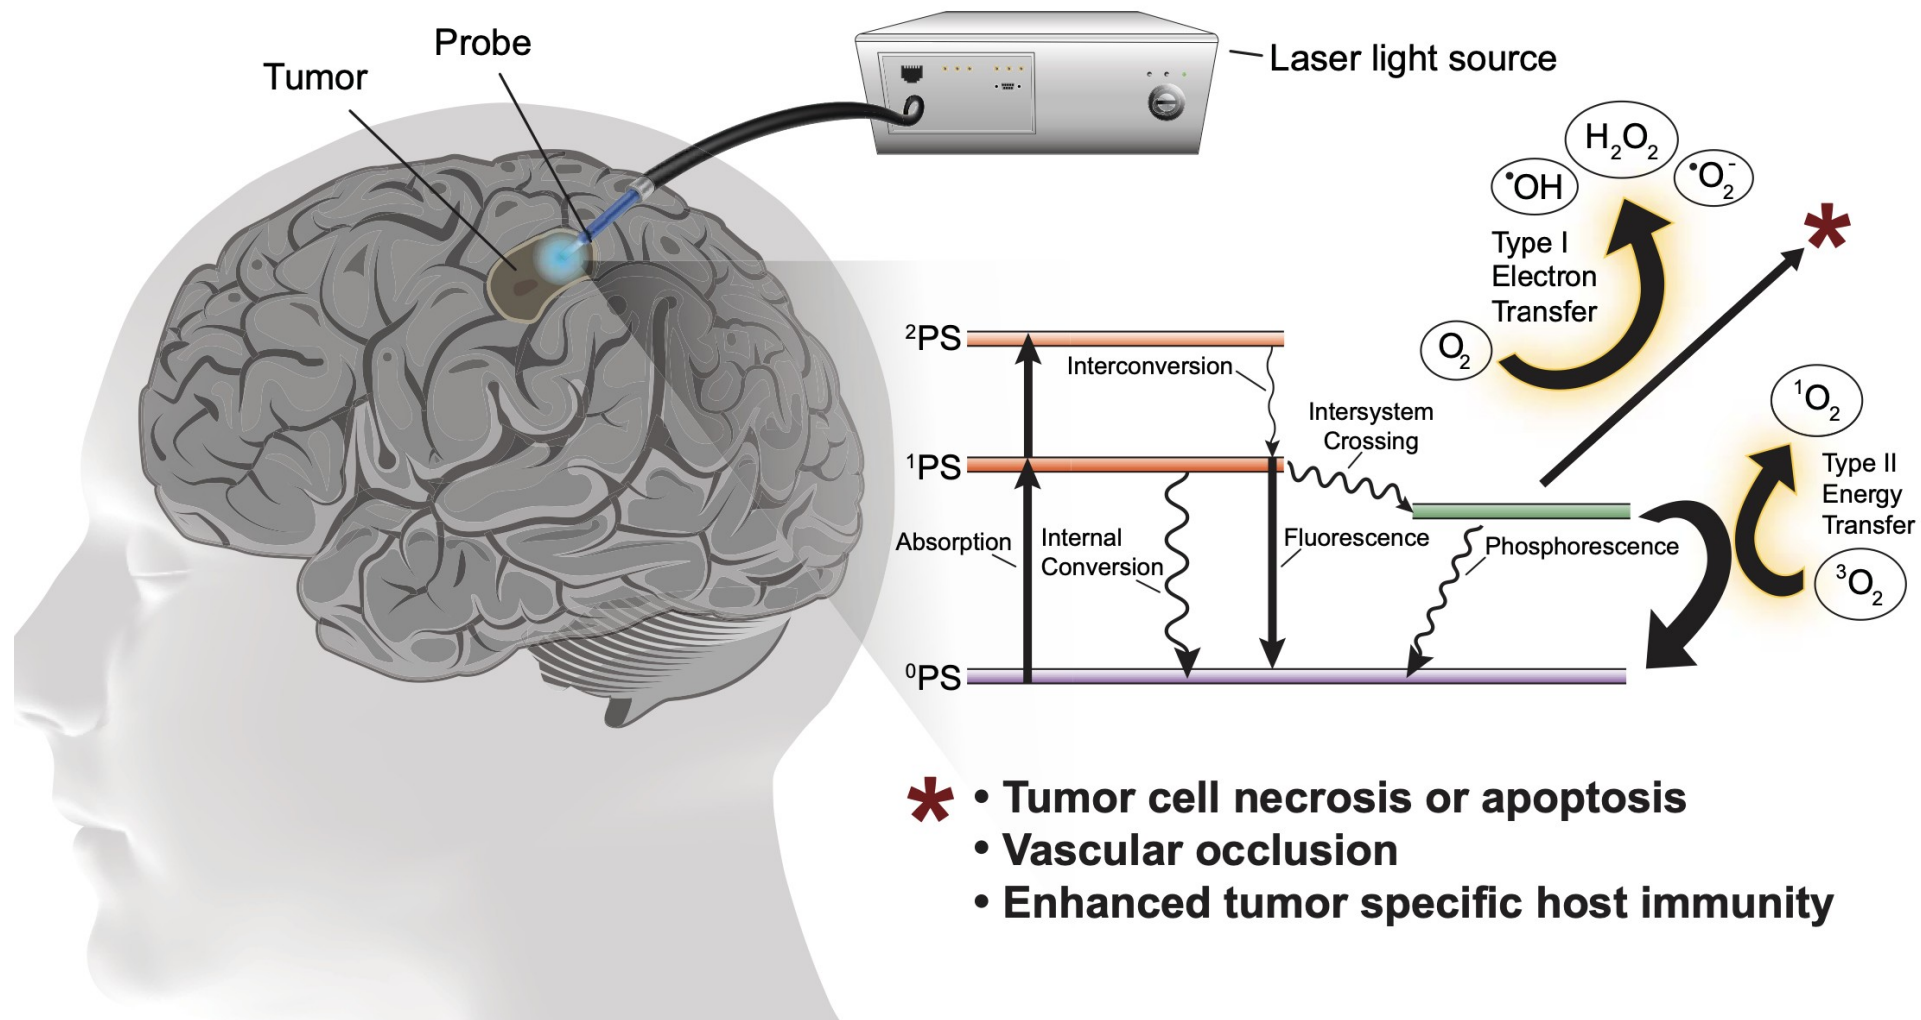 Probe
Tumor
Laser light source
H₂O₂
•OH
•O₂⁻
Type I
Electron
Transfer
O₂
²PS
Interconversion
¹O₂
Intersystem
Crossing
¹PS
Type II
Energy
Transfer
Absorption
Internal
Conversion
Fluorescence
Phosphorescence
³O₂
⁰PS
* • Tumor cell necrosis or apoptosis
• Vascular occlusion
• Enhanced tumor specific host immunity
*